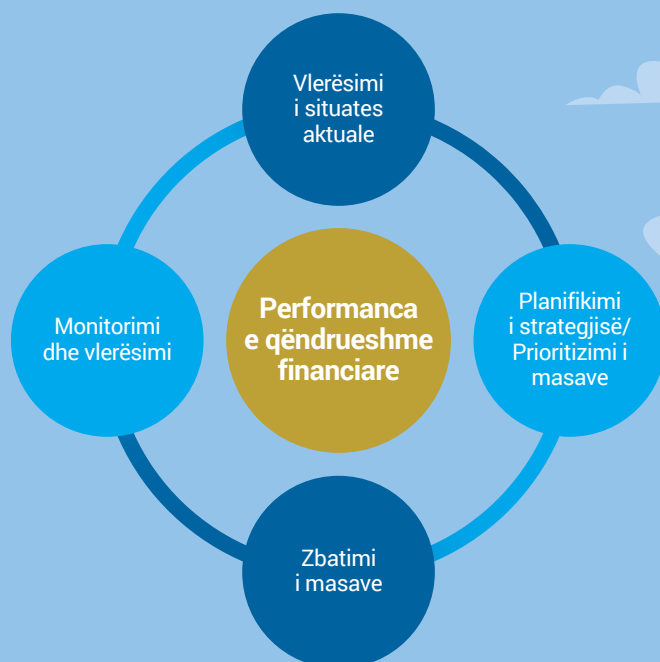 Vlerësimi
i situates
aktuale
Performanca
e qëndrueshme
financiare
Monitorimi
dhe vlerësimi
Planifikimi
i strategjisë/
Prioritizimi i
masave
Zbatimi
i masave